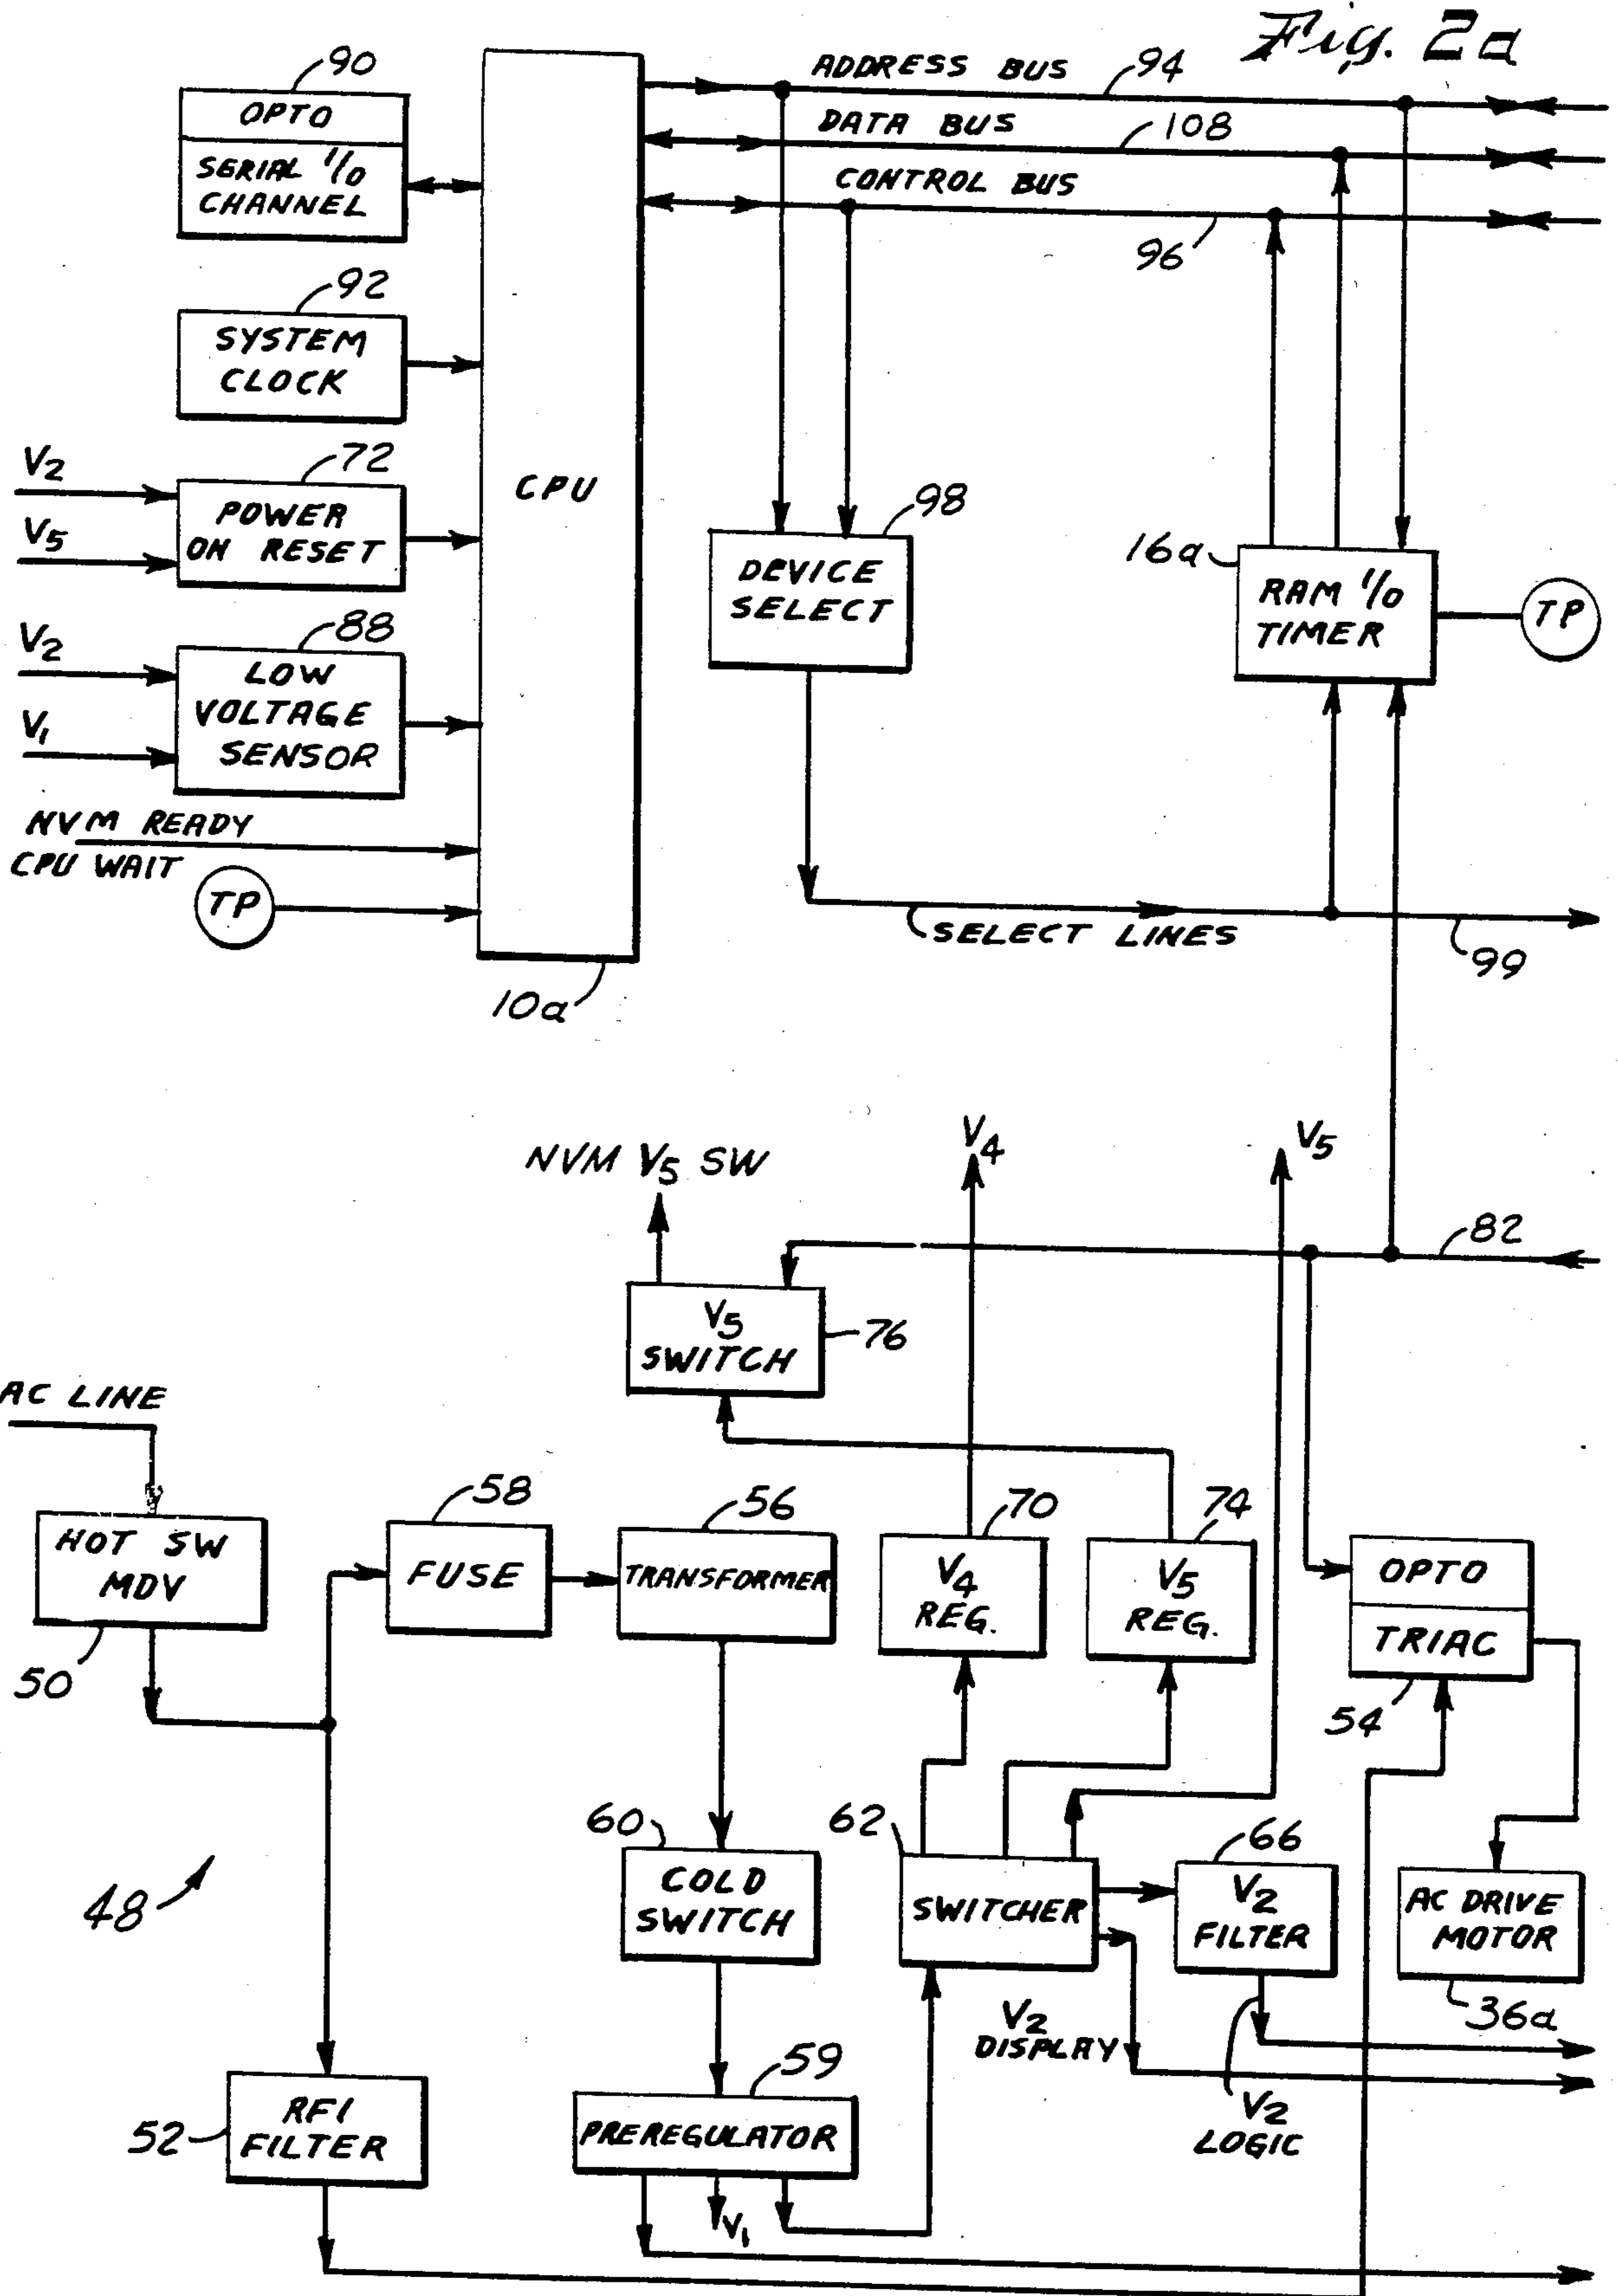 Fig. 2a
90
OPTO
SERIAL I/O
CHANNEL
ADDRESS BUS
94
DATA BUS
108
CONTROL BUS
96
92
SYSTEM
CLOCK
V2
V5
72
POWER
ON RESET
CPU
98
DEVICE
SELECT
16a
RAM I/O
TIMER
TP
V2
V1
88
LOW
VOLTAGE
SENSOR
NVM READY
CPU WAIT
TP
10a
SELECT LINES
99
NVM V5 SW
V4
V5
82
V5
SWITCH
76
AC LINE
HOT SW
MDV
50
58
FUSE
56
TRANSFORMER
70
V4
REG.
74
V5
REG.
OPTO
TRIAC
54
48
60
COLD
SWITCH
62
SWITCHER
66
V2
FILTER
AC DRIVE
MOTOR
36a
V2
DISPLAY
V2
LOGIC
52
RFI
FILTER
59
PREREGULATOR
V1